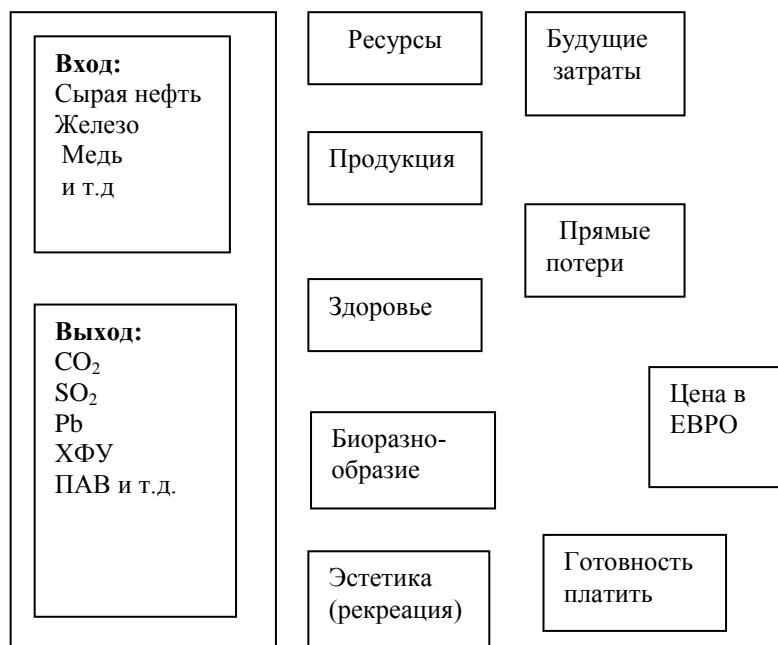 Вход:
Сырая нефть
Железо
Медь
и т.д
Выход:
CO₂
SO₂
Pb
ХФУ
ПАВ и т.д.
Ресурсы
Продукция
Здоровье
Биоразно-
образие
Эстетика
(рекреация)
Будущие
затраты
Прямые
потери
Готовность
платить
Цена в
ЕВРО